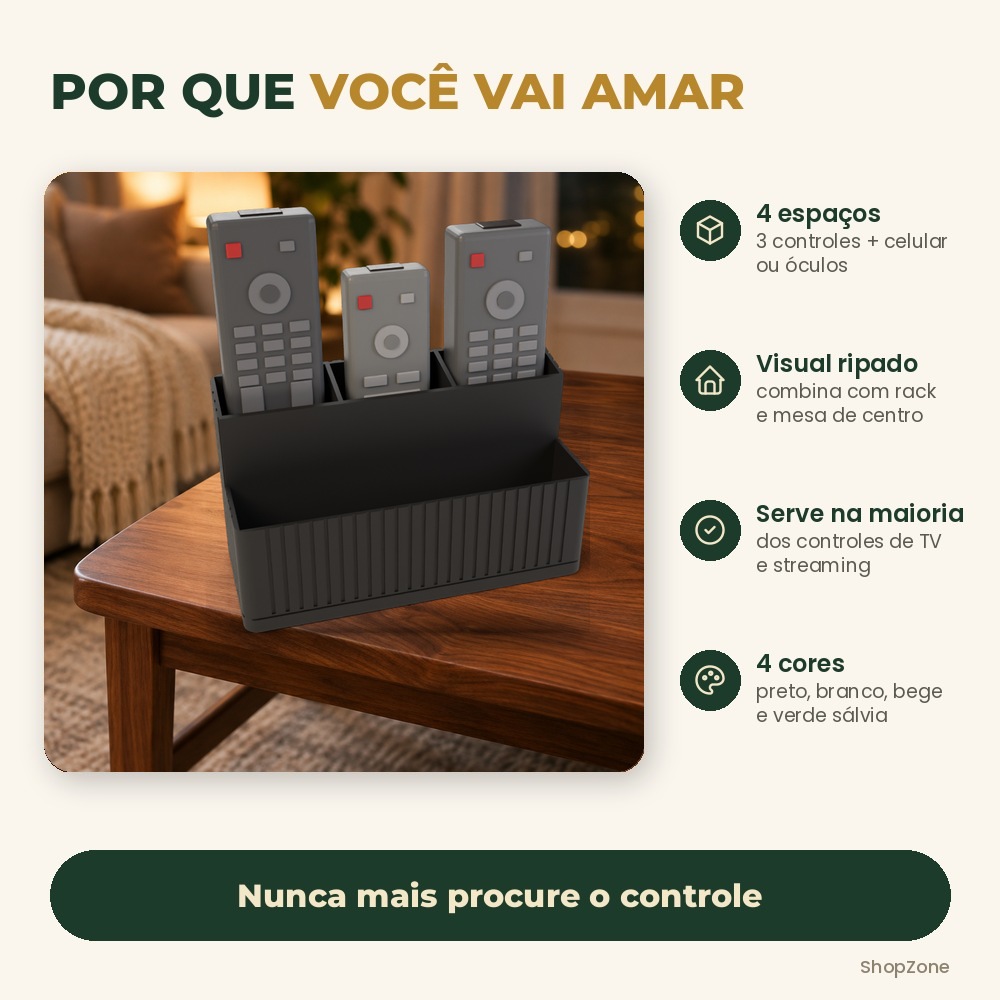 POR QUE VOCÊ VAI AMAR
4 espaços
3 controles + celular
ou óculos
Visual ripado
combina com rack
e mesa de centro
Serve na maioria
dos controles de TV
e streaming
4 cores
preto, branco, bege
e verde sálvia
Nunca mais procure o controle
ShopZone